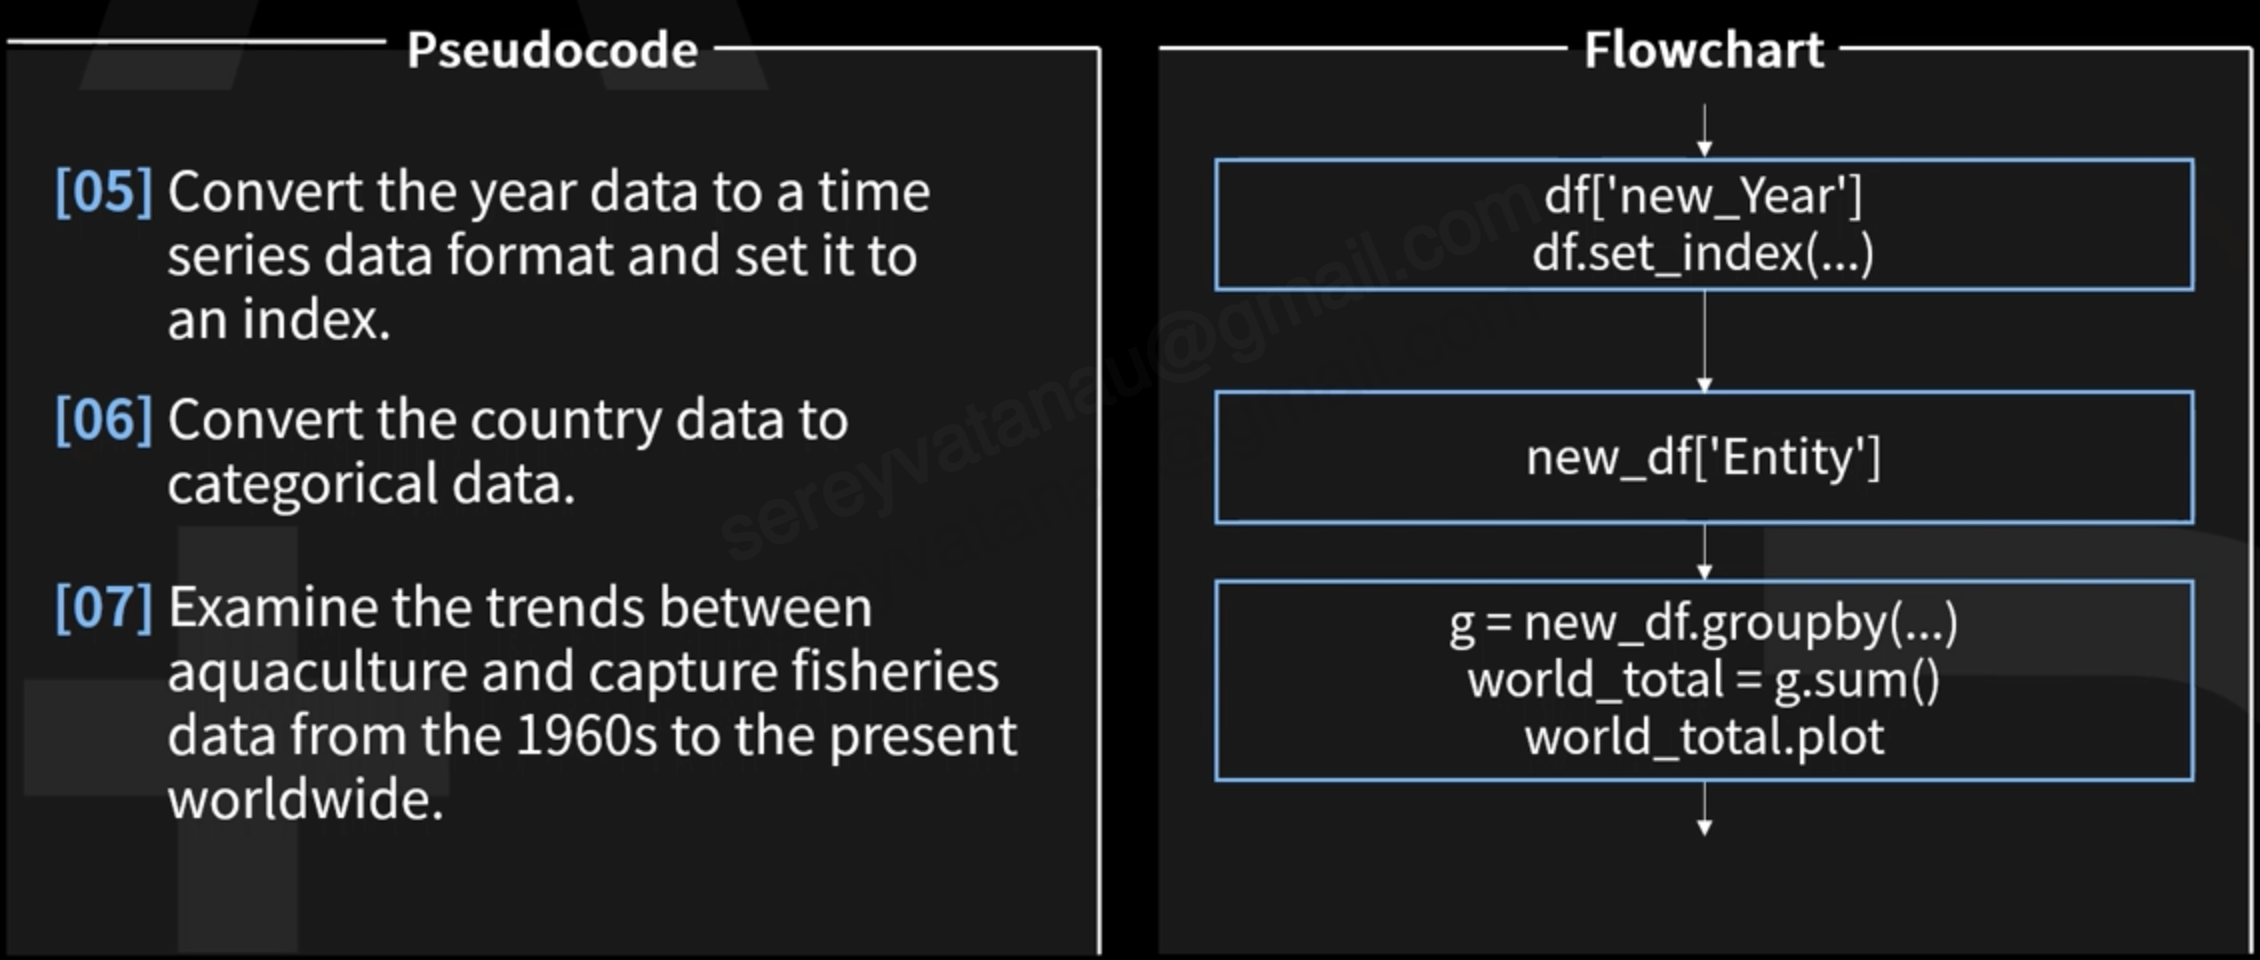 Pseudocode
[05] Convert the year data to a time
series data format and set it to
an index.
[06] Convert the country data to
categorical data.
[07] Examine the trends between
aquaculture and capture fisheries
data from the 1960s to the present
worldwide.
Flowchart
df['new_Year']
df.set_index(...)
new_df['Entity']
g = new_df.groupby(...)
world_total = g.sum()
world_total.plot
sereyvatanau@gmail.com